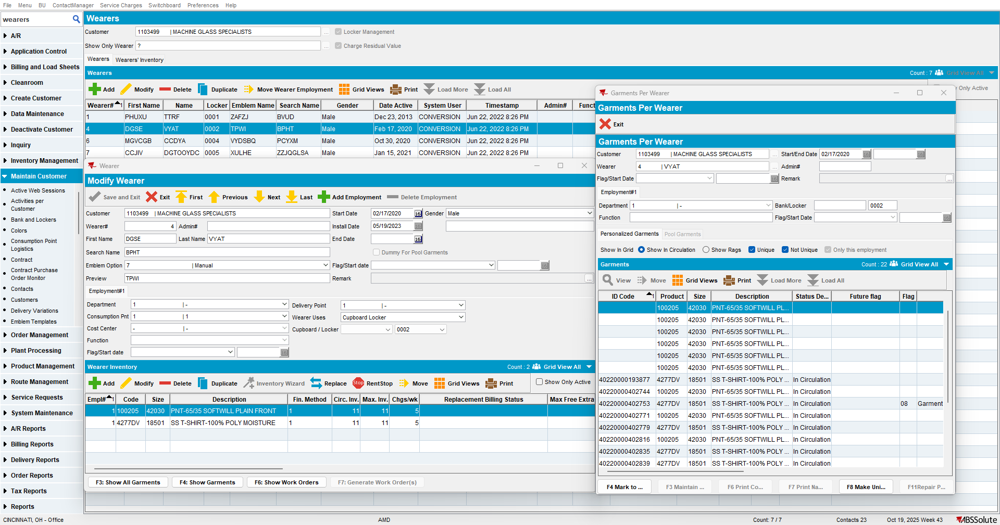 File Menu BU ContactManager Service Charges Switchboard Preferences Help
wearers
A/R
Application Control
Billing and Load Sheets
Cleanroom
Create Customer
Data Maintenance
Deactivate Customer
Inquiry
Inventory Management
Maintain Customer
Active Web Sessions
Activities per
Customer
Bank and Lockers
Colors
Consumption Point
Logistics
Contract
Contract Purchase
Order Monitor
Contacts
Customers
Delivery Variations
Emblem Templates
Order Management
Plant Processing
Product Management
Route Management
Service Requests
System Maintenance
A/R Reports
Billing Reports
Delivery Reports
Order Reports
Tax Reports
Reports
Wearers
Customer 1103499 | MACHINE GLASS SPECIALISTS ... Locker Management
Show Only Wearer ? ... Charge Residual Value
Wearers Wearers' Inventory
Wearers Count : 7 Grid View All
Add Modify Delete Duplicate Move Wearer Employment Grid Views Print Load More Load All Only Active
Wearer# 1 First Name Name Locker Emblem Name Search Name Gender Date Active System User Timestamp Admin# Funct
1 PHUXU TTRF 0001 ZAFZJ BVUD Male Dec 23, 2013 CONVERSION Jun 22, 2022 8:26 PM
4 DGSE VYAT 0002 TPWI BPHT Male Feb 17, 2020 CONVERSION Jun 22, 2022 8:26 PM
6 MGVCGB CCDYA 0004 VYDSBQ PCYXM Male Oct 30, 2020 CONVERSION Jun 22, 2022 8:26 PM
7 CCJIV DGTOOYDC 0005 XULHE ZZJQGLSA Male Jan 15, 2021 CONVERSION Jun 22, 2022 8:26 PM
Wearer
Modify Wearer
Save and Exit Exit First Previous Next Last Add Employment Delete Employment
Customer 1103499 | MACHINE GLASS SPECIALISTS Start Date 02/17/2020 16 Gender Male
Wearer# 4 Admin# Install Date 05/19/2023 16
First Name DGSE Last Name VYAT End Date 16
Search Name BPHT Dummy For Pool Garments
Emblem Option 7 | Manual Flag/Start date 16
Preview TPWI Remark ...
Employment#1
Department 1 | - Delivery Point 1 | -
Consumption Pnt 1 | 1 Wearer Uses Cupboard Locker
Cost Center - | - Cupboard / Locker 0002
Function
Flag/Start date 16
Wearer Inventory Count : 2 Grid View All
Add Modify Delete Duplicate Inventory Wizard Replace Stop RentStop Move Grid Views Print Show Only Active
Empl# 1 Code Size Description Fin. Method Circ. Inv. Max. Inv. Chgs/wk Replacement Billing Status Max Free Extra
1 100205 42030 PNT-65/35 SOFTWILL PLAIN FRONT 1 11 11 5
1 4277DV 18501 SS T-SHIRT-100% POLY MOISTURE 1 11 11 5
F3: Show All Garments F4: Show Garments F6: Show Work Orders F7: Generate Work Order(s)
Garments Per Wearer
Garments Per Wearer
Exit
Garments Per Wearer
Customer 1103499 | MACHINE GLASS SPECIALISTS ... Start/End Date 02/17/2020 16 16
Wearer 4 | VYAT ... Admin#
Flag/Start Date 16 Remark ...
Employment#1
Department 1 | - Bank/Locker 0002
Function Flag/Start Date 16
Personalized Garments Pool Garments
Show In Grid Show In Circulation Show Rags Unique Not Unique Only this employment
Garments Count : 22 Grid View All
View Move Grid Views Print Load More Load All
ID Code 1 Product Size Description Status De... Future flag Flag
100205 42030 PNT-65/35 SOFTWILL PL...
100205 42030 PNT-65/35 SOFTWILL PL...
100205 42030 PNT-65/35 SOFTWILL PL...
100205 42030 PNT-65/35 SOFTWILL PL...
100205 42030 PNT-65/35 SOFTWILL PL...
100205 42030 PNT-65/35 SOFTWILL PL...
40220000193877 4277DV 18501 SS T-SHIRT-100% POLY ... In Circulation
40220000402744 100205 42030 PNT-65/35 SOFTWILL PL... In Circulation
40220000402753 4277DV 18501 SS T-SHIRT-100% POLY ... In Circulation 08 Garment
40220000402771 100205 42030 PNT-65/35 SOFTWILL PL... In Circulation
40220000402779 4277DV 18501 SS T-SHIRT-100% POLY ... In Circulation
40220000402816 100205 42030 PNT-65/35 SOFTWILL PL... In Circulation
40220000402835 4277DV 18501 SS T-SHIRT-100% POLY ... In Circulation
40220000402839 4277DV 18501 SS T-SHIRT-100% POLY ... In Circulation
F4 Mark to ... F3 Maintain ... F6 Print Co... F7 Print Na... F8 Make Uni... F11Repair P...
CINCINNATI, OH - Office AMD Count: 7 / 7 Contacts 23 Oct 19, 2025 Week 43 ABSSolute